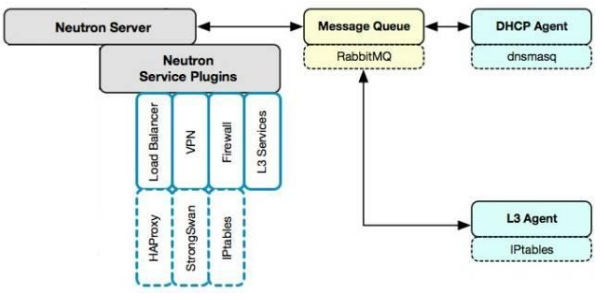 Neutron Server
Message Queue
DHCP Agent
RabbitMQ
dnsmasq
Neutron
Service Plugins
Load Balancer
VPN
Firewall
L3 Services
HAProxy
StrongSwan
IPtables
L3 Agent
IPtables